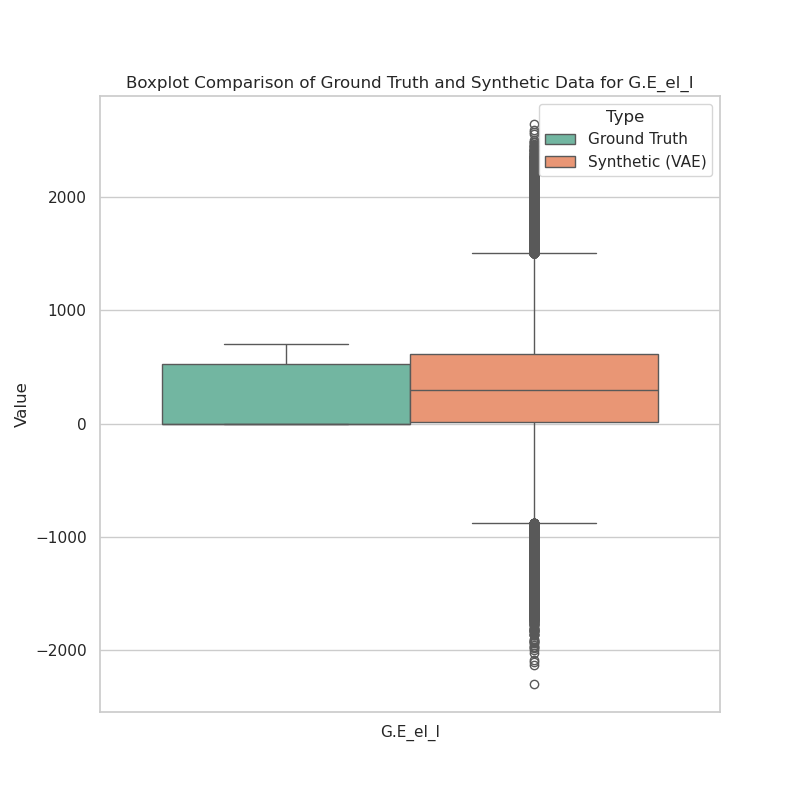 Boxplot Comparison of Ground Truth and Synthetic Data for G.E_el_I
Type
Ground Truth
Synthetic (VAE)
2000
1000
0
−1000
−2000
Value
G.E_el_I